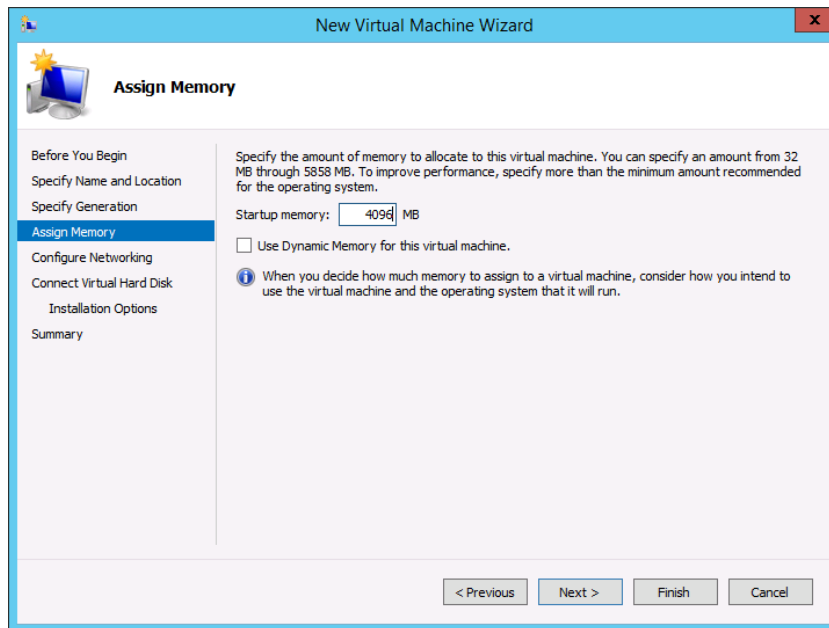 New Virtual Machine Wizard
x
Assign Memory
Before You Begin
Specify Name and Location
Specify Generation
Assign Memory
Configure Networking
Connect Virtual Hard Disk
Installation Options
Summary
Specify the amount of memory to allocate to this virtual machine. You can specify an amount from 32
MB through 5858 MB. To improve performance, specify more than the minimum amount recommended
for the operating system.
Startup memory: 4096 MB
Use Dynamic Memory for this virtual machine.
When you decide how much memory to assign to a virtual machine, consider how you intend to
use the virtual machine and the operating system that it will run.
< Previous Next > Finish Cancel